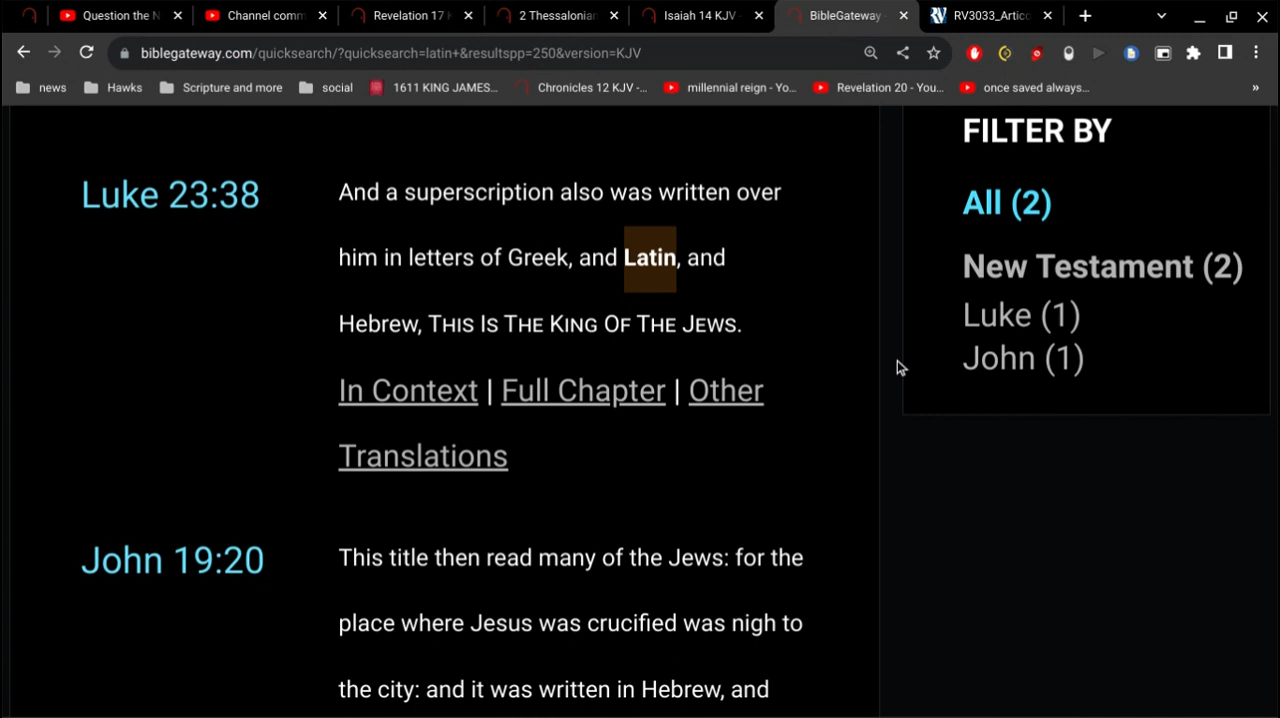 Question the N
Channel comm
Revelation 17 K
2 Thessalonian
Isaiah 14 KJV -
BibleGateway -
RV3033_Artico
biblegateway.com/quicksearch/?quicksearch=latin+&resultspp=250&version=KJV
news
Hawks
Scripture and more
social
1611 KING JAMES...
Chronicles 12 KJV -...
millennial reign - Yo...
Revelation 20 - You...
once saved always...
»
Luke 23:38
And a superscription also was written over
him in letters of Greek, and Latin, and
Hebrew, THIS IS THE KING OF THE JEWS.
In Context | Full Chapter | Other
Translations
John 19:20
This title then read many of the Jews: for the
place where Jesus was crucified was nigh to
the city: and it was written in Hebrew, and
FILTER BY
All (2)
New Testament (2)
Luke (1)
John (1)